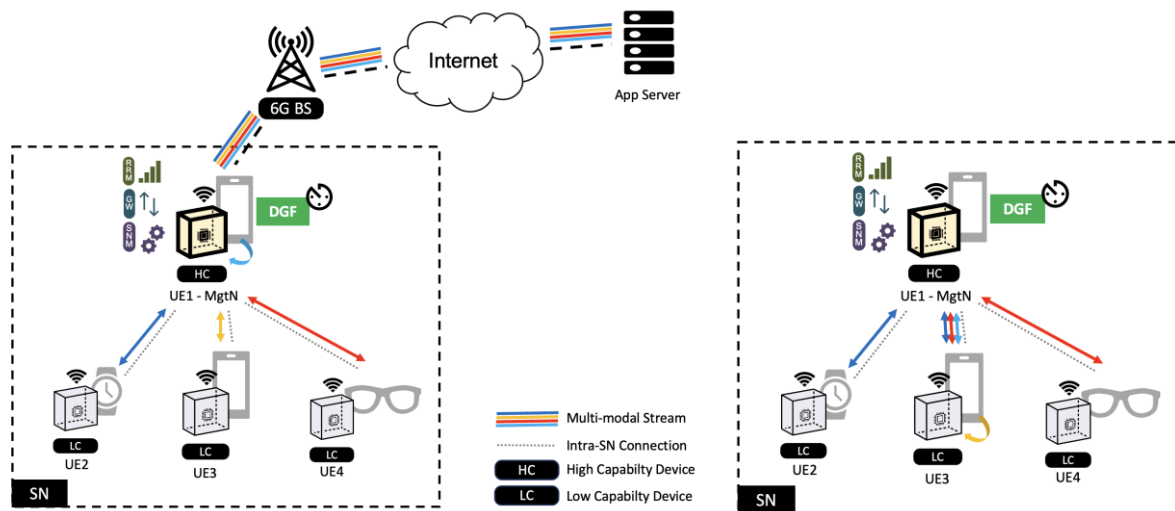 Internet
App Server
6G BS
RRM
GW
SNM
DGF
HC
UE1 - MgtN
LC
UE2
LC
UE3
LC
UE4
SN
Multi-modal Stream
Intra-SN Connection
HC High Capabilty Device
LC Low Capabilty Device
RRM
GW
SNM
DGF
HC
UE1 - MgtN
LC
UE2
LC
UE3
LC
UE4
SN